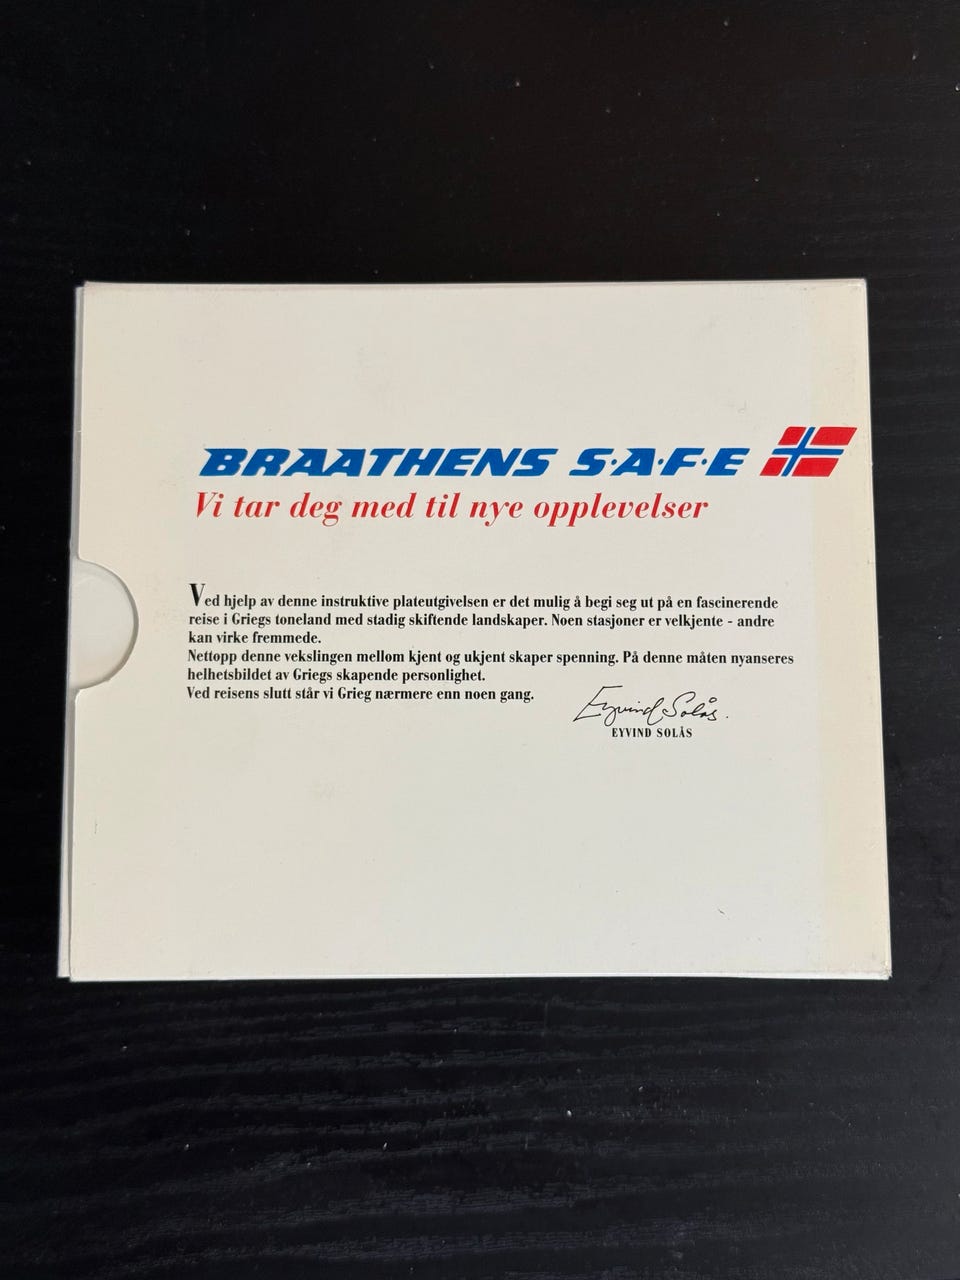 BRAATHENS S·A·F·E
Vi tar deg med til nye opplevelser
Ved hjelp av denne instruktive plateutgivelsen er det mulig å begi seg ut på en fascinerende
reise i Griegs toneland med stadig skiftende landskaper. Noen stasjoner er velkjente - andre
kan virke fremmede.
Nettopp denne vekslingen mellom kjent og ukjent skaper spenning. På denne måten nyanseres
helhetsbildet av Griegs skapende personlighet.
Ved reisens slutt står vi Grieg nærmere enn noen gang.
Eyvind Solås.
EYVIND SOLÅS